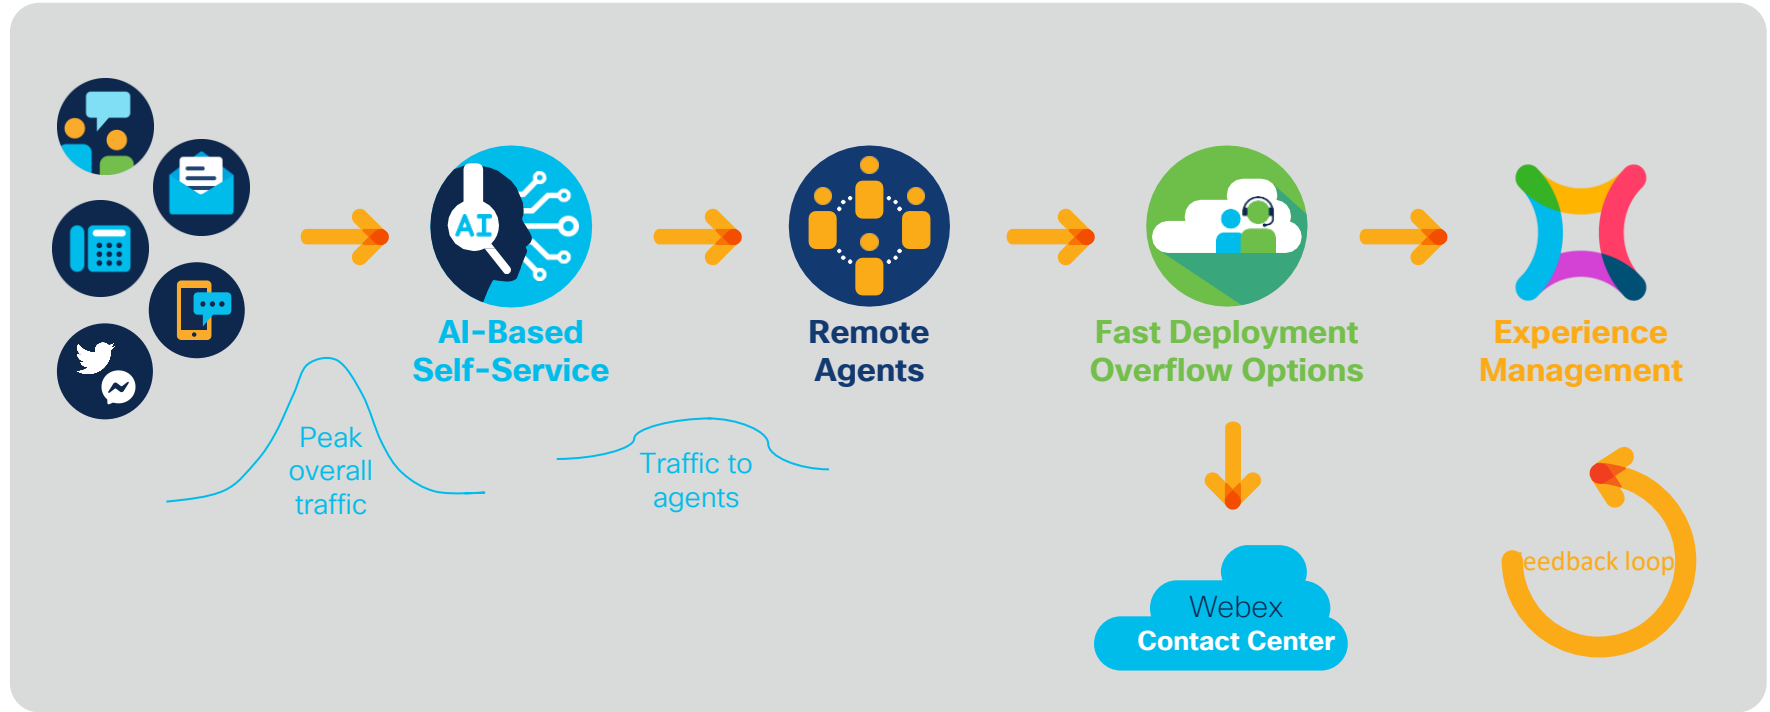 AI
AI-Based
Self-Service
Remote
Agents
Fast Deployment
Overflow Options
Experience
Management
Peak
overall
traffic
Traffic to
agents
Webex
Contact Center
eedback loop